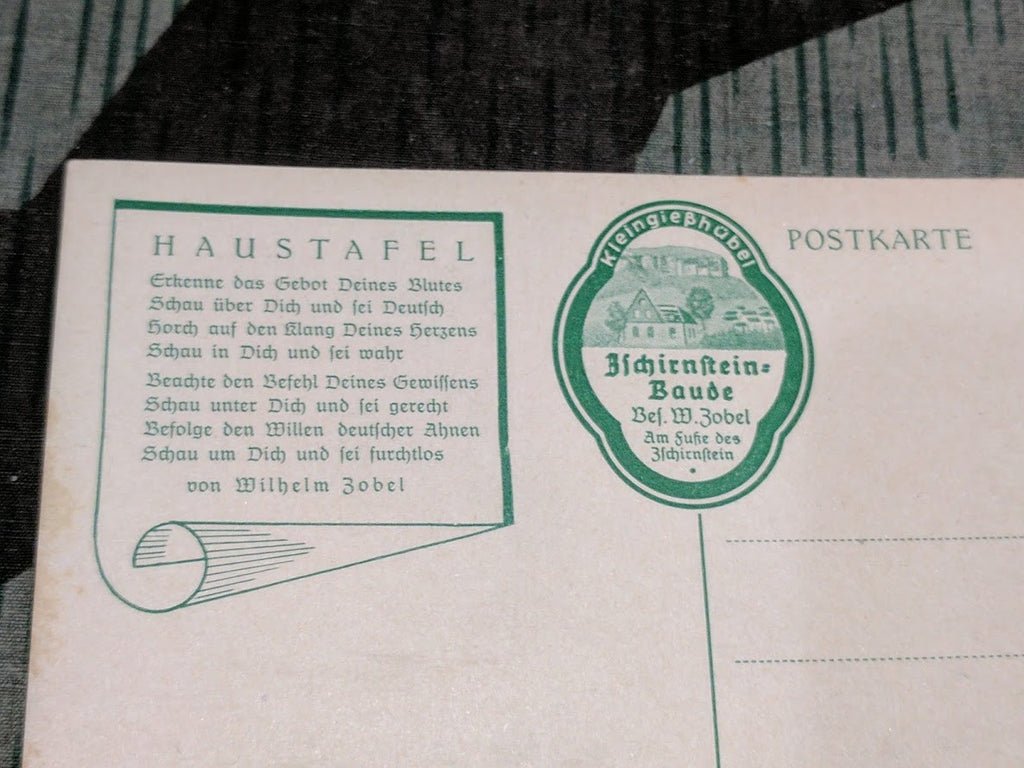 HAUSTAFEL
Erkenne das Gebot Deines Blutes
Schau über Dich und sei Deutsch
Horch auf den Klang Deines Herzens
Schau in Dich und sei wahr
Beachte den Befehl Deines Gewissens
Schau unter Dich und sei gerecht
Befolge den Willen deutscher Ahnen
Schau um Dich und sei furchtlos
von Wilhelm Zobel
Kleingießhübel
Zschirnstein=
Baude
Bes. W. Zobel
Am Fuße des
Zschirnstein
POSTKARTE